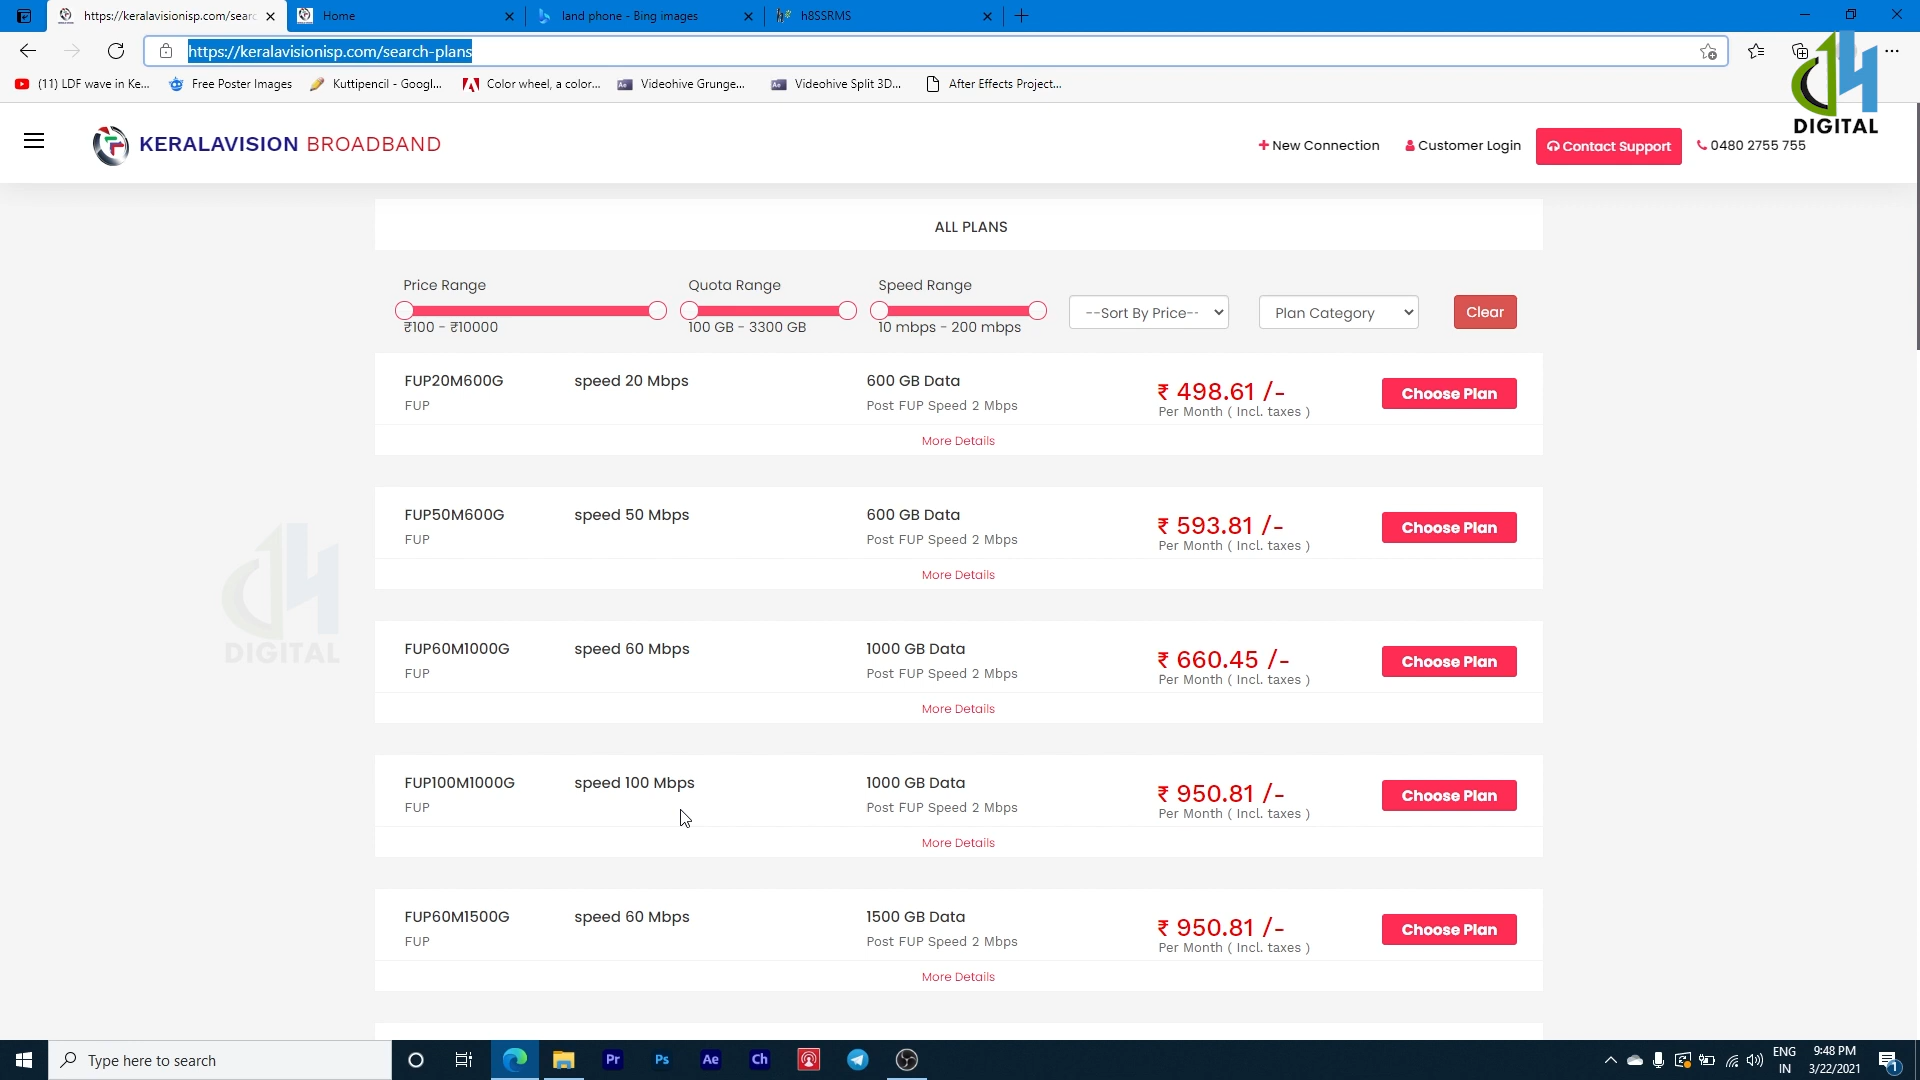 https://keralavisionisp.com/searc
Home
land phone - Bing images
h8SSRMS
https://keralavisionisp.com/search-plans
(11) LDF wave in Ke...
Free Poster Images
Kuttipencil - Googl...
Color wheel, a color...
Videohive Grunge...
Videohive Split 3D...
After Effects Project...
DIGITAL
KERALAVISION BROADBAND
New Connection
Customer Login
Contact Support
0480 2755 755
ALL PLANS
Price Range
Quota Range
Speed Range
₹100 - ₹10000
100 GB - 3300 GB
10 mbps - 200 mbps
--Sort By Price--
Plan Category
Clear
FUP20M600G
speed 20 Mbps
600 GB Data
₹ 498.61 /-
Choose Plan
FUP
Post FUP Speed 2 Mbps
Per Month ( Incl. taxes )
More Details
FUP50M600G
speed 50 Mbps
600 GB Data
₹ 593.81 /-
Choose Plan
FUP
Post FUP Speed 2 Mbps
Per Month ( Incl. taxes )
More Details
FUP60M1000G
speed 60 Mbps
1000 GB Data
₹ 660.45 /-
Choose Plan
FUP
Post FUP Speed 2 Mbps
Per Month ( Incl. taxes )
More Details
DIGITAL
FUP100M1000G
speed 100 Mbps
1000 GB Data
₹ 950.81 /-
Choose Plan
FUP
Post FUP Speed 2 Mbps
Per Month ( Incl. taxes )
More Details
FUP60M1500G
speed 60 Mbps
1500 GB Data
₹ 950.81 /-
Choose Plan
FUP
Post FUP Speed 2 Mbps
Per Month ( Incl. taxes )
More Details
Type here to search
Pr
Ps
Ae
Ch
ENG
IN
9:48 PM
3/22/2021
1